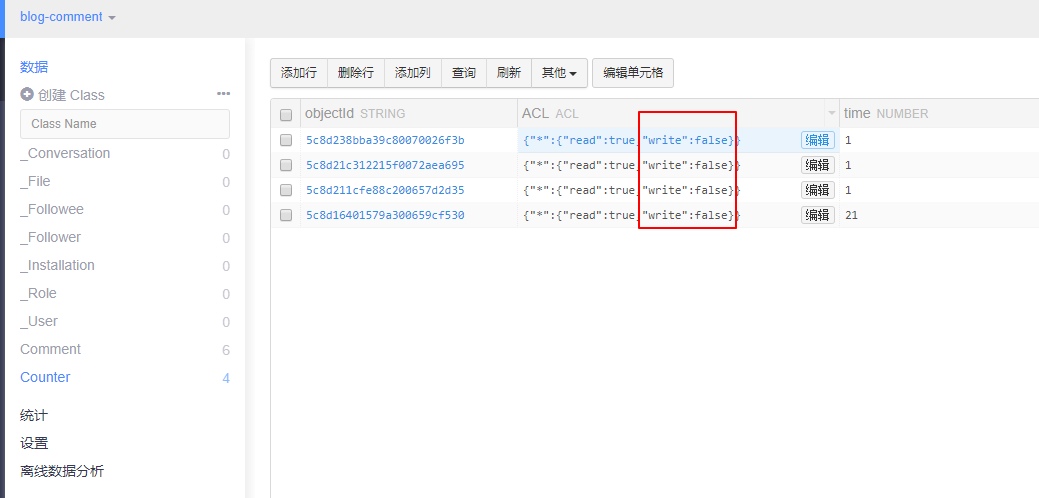 blog-comment
数据
创建 Class
Class Name
_Conversation 0
_File 0
_Followee 0
_Follower 0
_Installation 0
_Role 0
_User 0
Comment 6
Counter 4
统计
设置
离线数据分析
添加行 删除行 添加列 查询 刷新 其他 编辑单元格
objectId STRING ACL ACL time NUMBER
5c8d238bba39c80070026f3b {"*":{"read":true,"write":false}} 编辑 1
5c8d21c312215f0072aea695 {"*":{"read":true,"write":false}} 编辑 1
5c8d211cfe88c200657d2d35 {"*":{"read":true,"write":false}} 编辑 1
5c8d16401579a300659cf530 {"*":{"read":true,"write":false}} 编辑 21